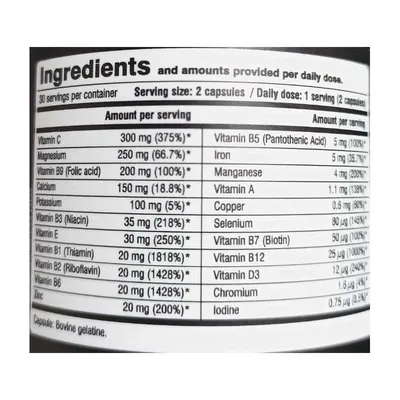 Ingredients and amounts provided per daily dose.
30 servings per container Serving size: 2 capsules / Daily dose: 1 serving (2 capsules)
Amount per serving
Vitamin C 300 mg (375%)*
Magnesium 250 mg (66.7%)*
Vitamin B9 (Folic acid) 200 mg (100%)*
Calcium 150 mg (18.8%)*
Potassium 100 mg (5%)*
Vitamin B3 (Niacin) 35 mg (218%)*
Vitamin E 30 mg (250%)*
Vitamin B1 (Thiamin) 20 mg (1818%)*
Vitamin B2 (Riboflavin) 20 mg (1428%)*
Vitamin B6 20 mg (1428%)*
Zinc 20 mg (200%)*
Amount per serving
Vitamin B5 (Pantothenic Acid) 5 mg (100%)*
Iron 5 mg (35.7%)*
Manganese 4 mg (200%)*
Vitamin A 1.1 mg (138%)*
Copper 0.6 mg (60%)*
Selenium 80 µg (145%)*
Vitamin B7 (Biotin) 50 µg (100%)*
Vitamin B12 25 µg (1000%)*
Vitamin D3 12 µg (240%)*
Chromium 1.6 µg (4%)*
Iodine 0.75 µg (0.5%)*
Capsule: Bovine gelatine.